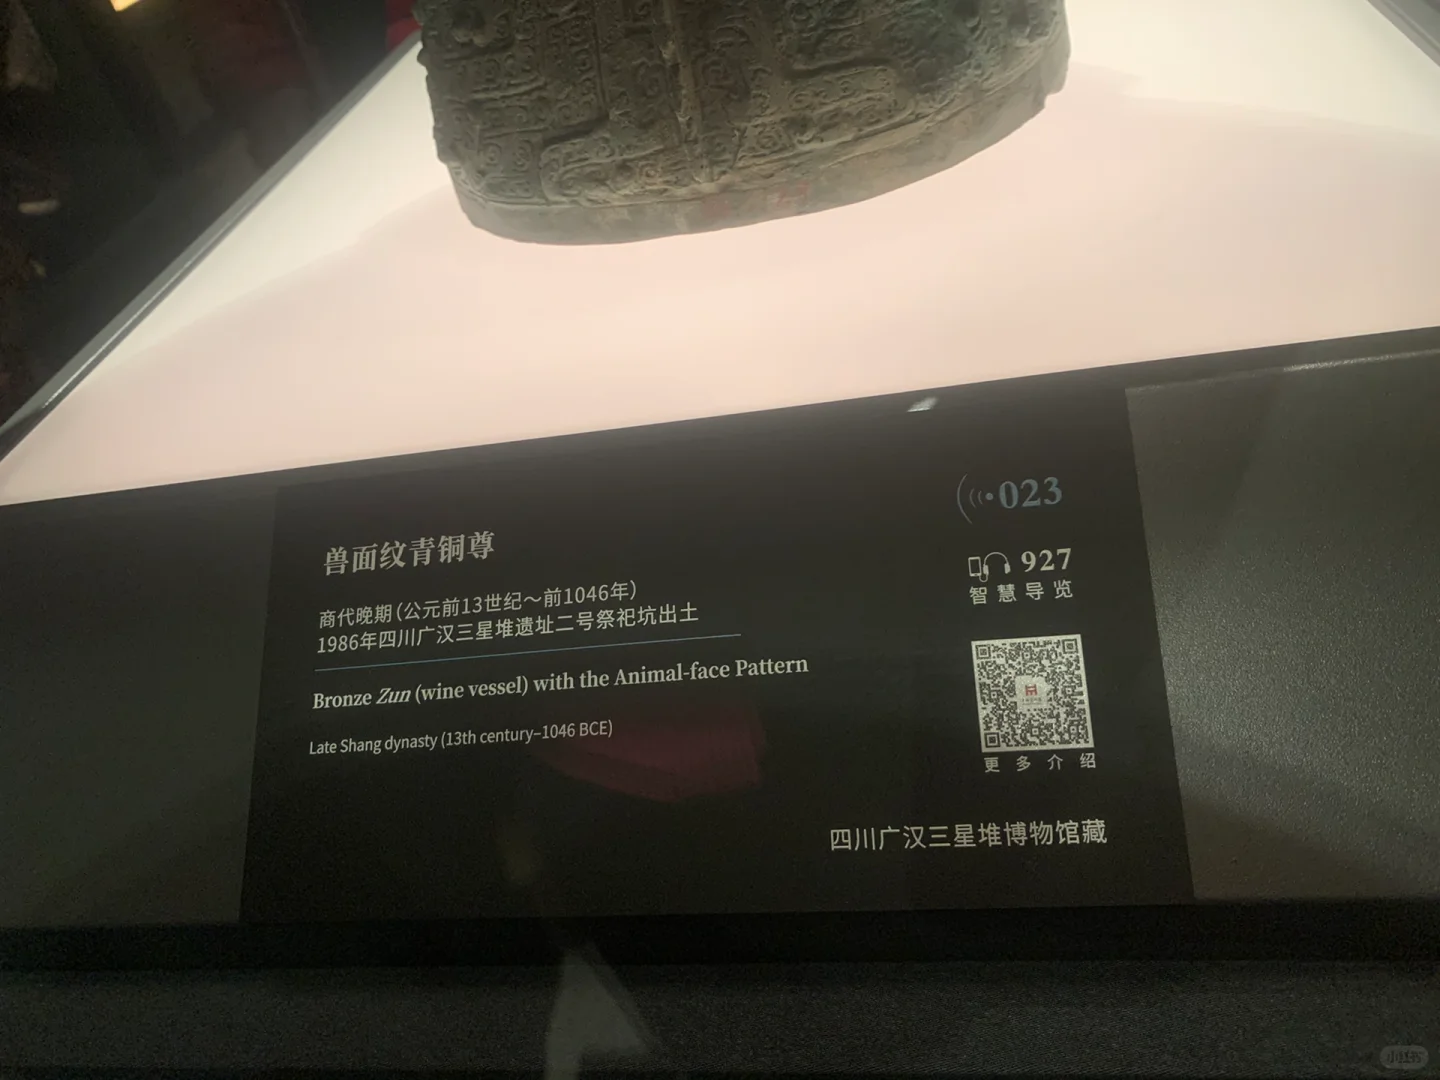 兽面纹青铜尊
商代晚期(公元前13世纪～前1046年)
1986年四川广汉三星堆遗址二号祭祀坑出土
Bronze Zun (wine vessel) with the Animal-face Pattern
Late Shang dynasty (13th century–1046 BCE)
023
927
智慧导览
更多介绍
四川广汉三星堆博物馆藏
小红书